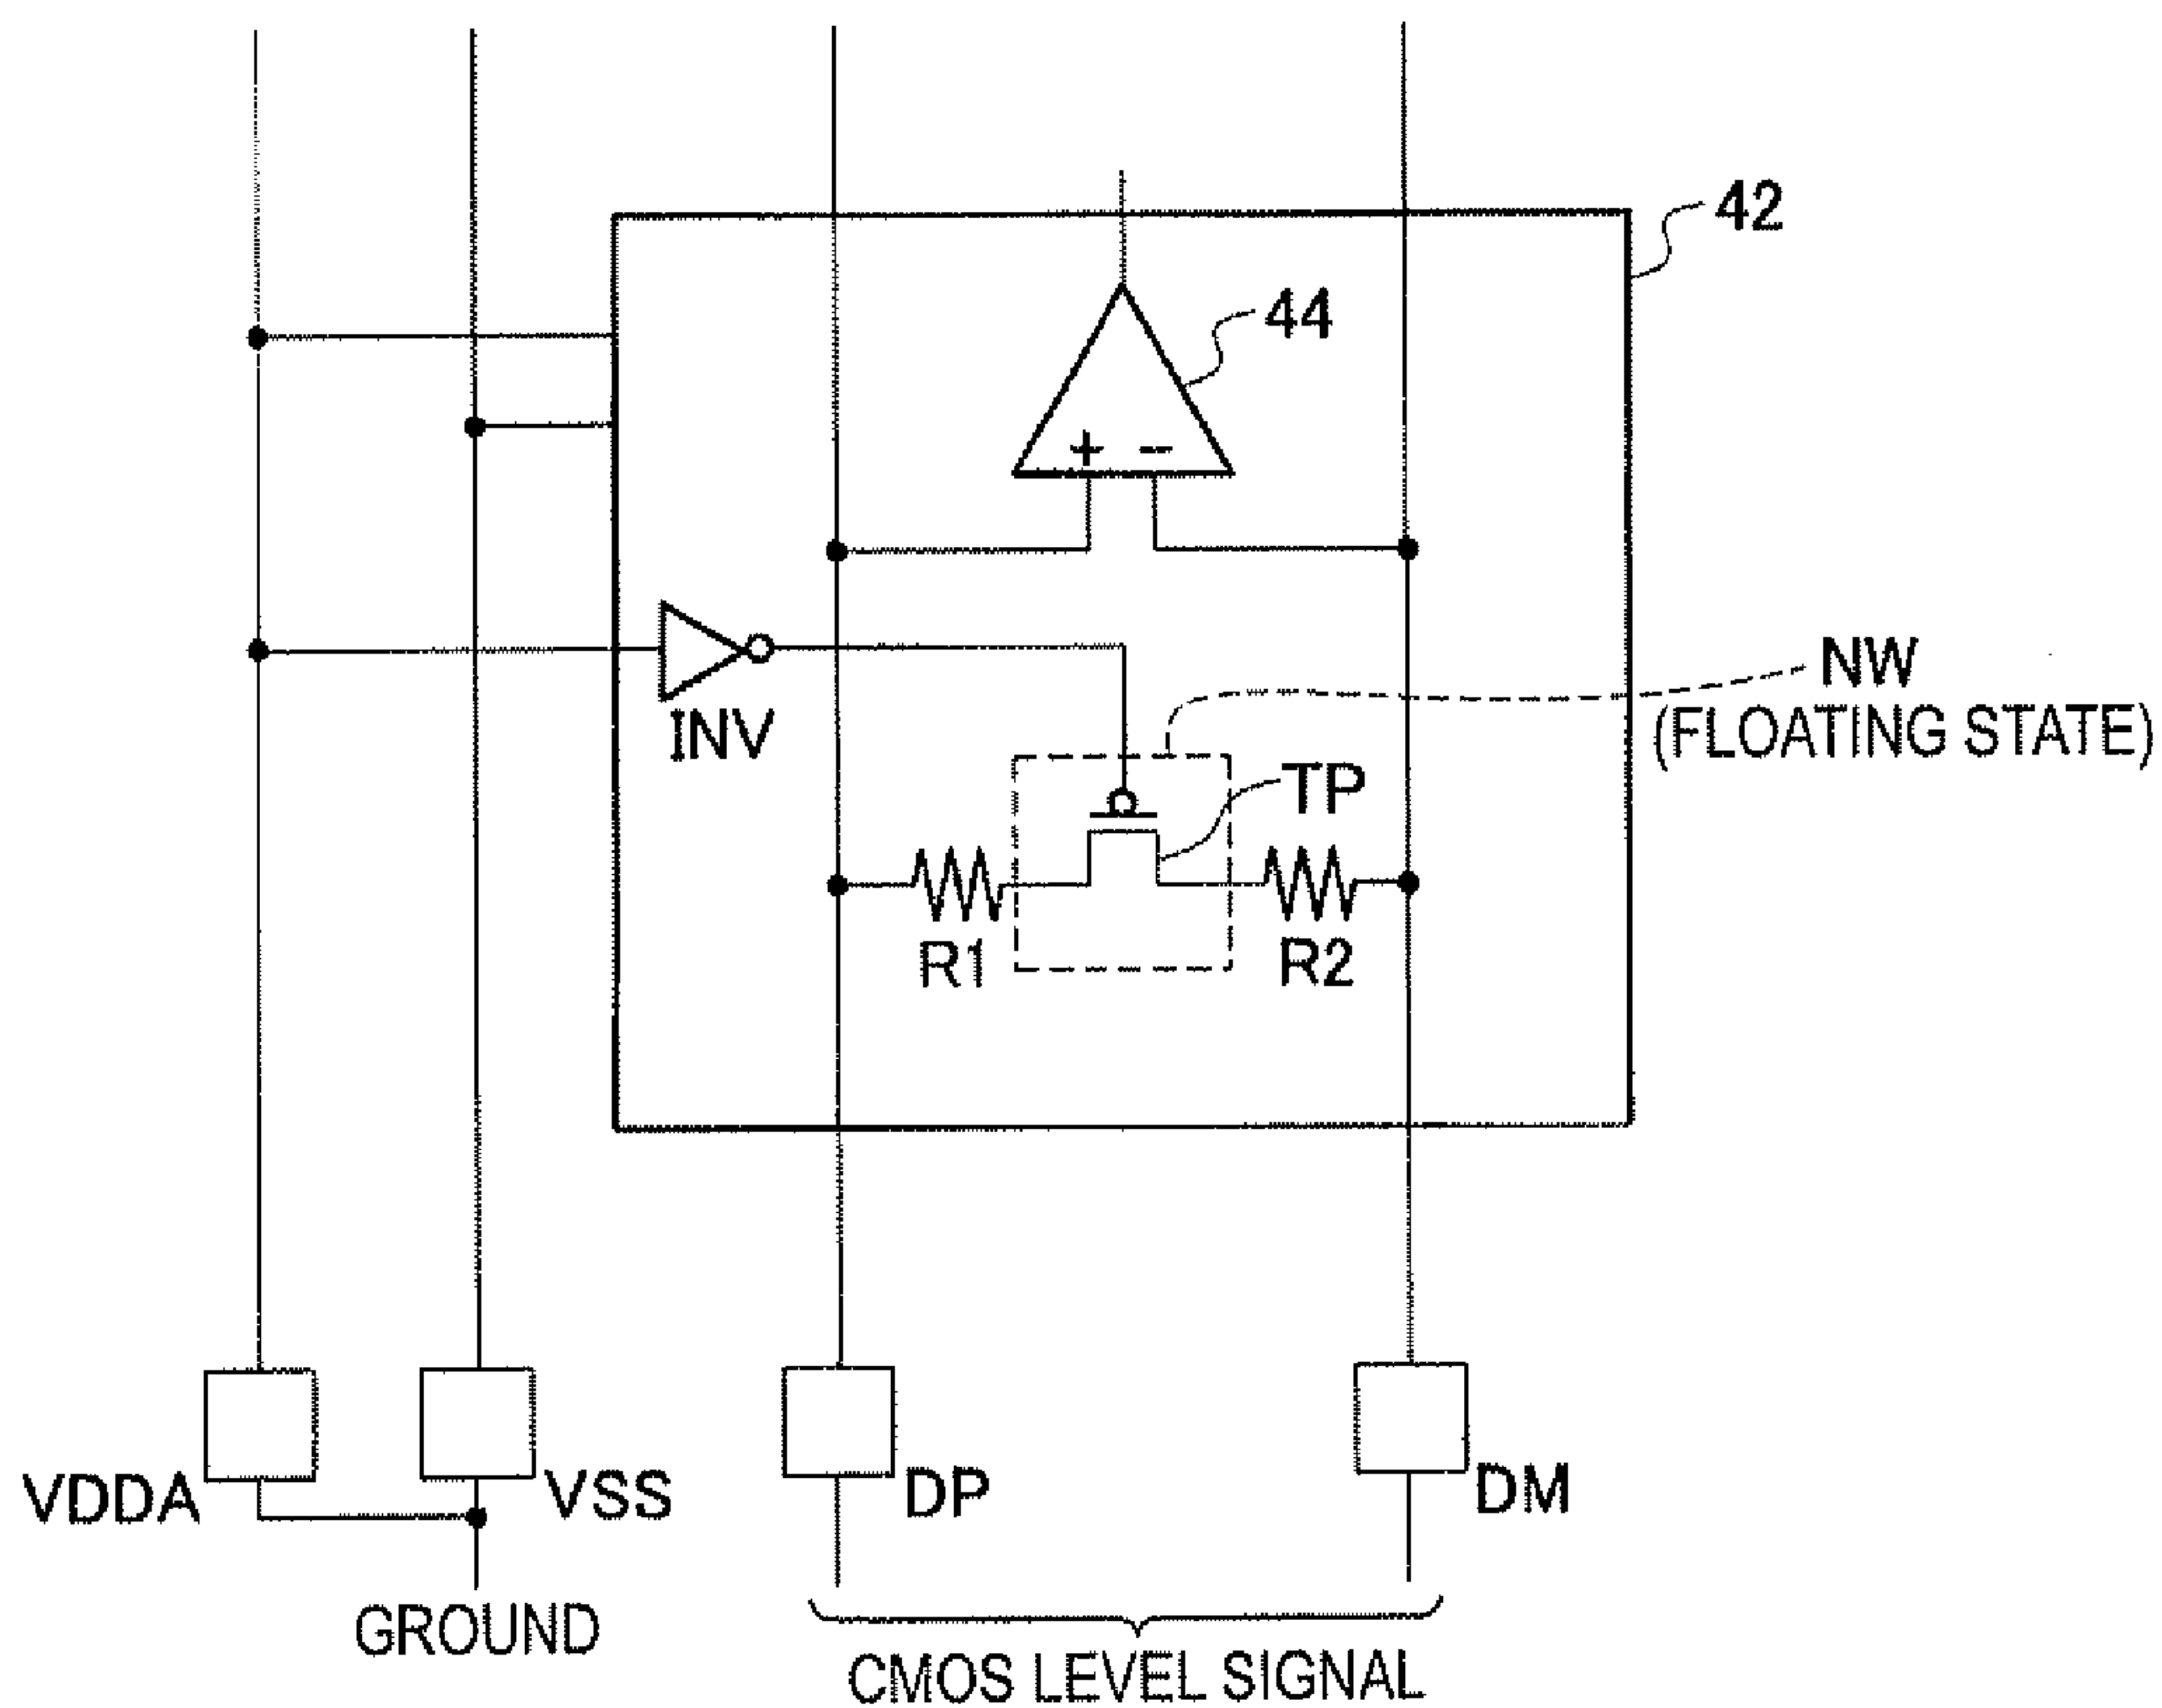 42
44
+ -
NW
(FLOATING STATE)
INV
TP
R1
R2
VDDA
VSS
DP
DM
GROUND
CMOS LEVEL SIGNAL